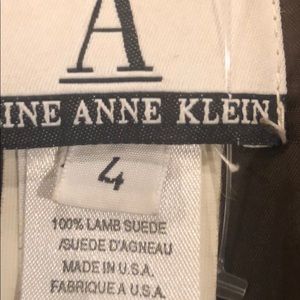 A
INE ANNE KLEIN
4
100% LAMB SUEDE
/SUEDE D'AGNEAU
MADE IN U.S.A.
FABRIQUE A U.S.A.